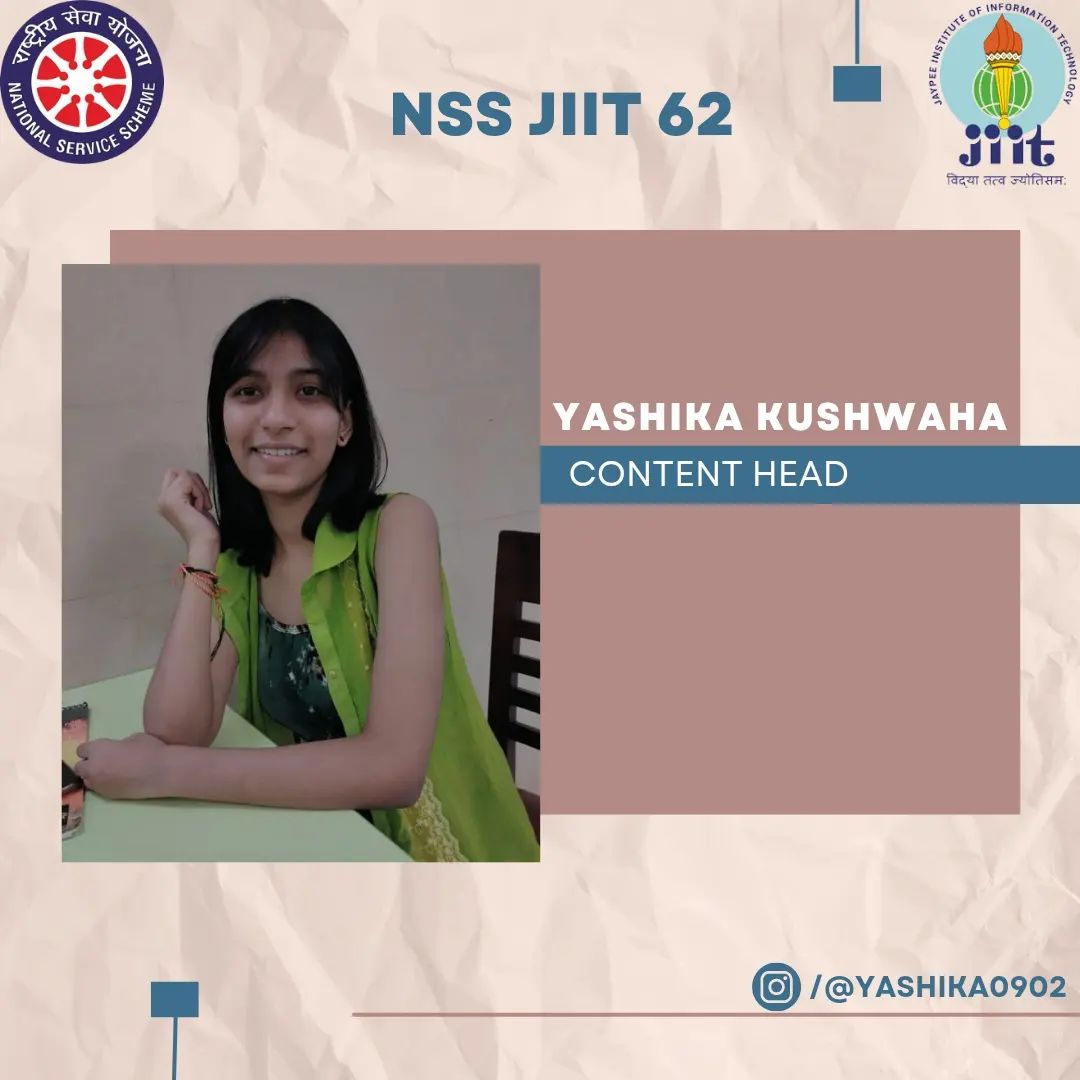 राष्ट्रीय सेवा योजना
NATIONAL SERVICE SCHEME
NSS JIIT 62
JAYPEE INSTITUTE OF INFORMATION TECHNOLOGY
jiit
विद्या तत्व ज्योतिसम:
YASHIKA KUSHWAHA
CONTENT HEAD
/@YASHIKA0902